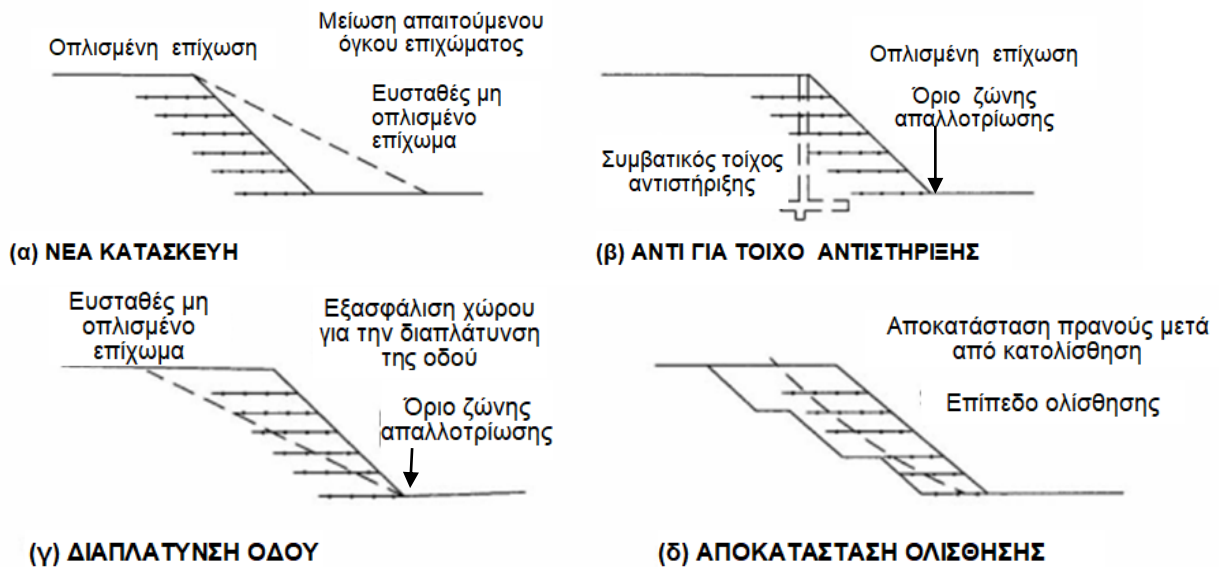 Οπλισμένη επίχωση
Μείωση απαιτούμενου
όγκου επιχώματος
Ευσταθές μη
οπλισμένο
επίχωμα
(α) ΝΕΑ ΚΑΤΑΣΚΕΥΗ
Οπλισμένη επίχωση
Όριο ζώνης
απαλλοτρίωσης
Συμβατικός τοίχος
αντιστήριξης
(β) ΑΝΤΙ ΓΙΑ ΤΟΙΧΟ ΑΝΤΙΣΤΗΡΙΞΗΣ
Ευσταθές μη
οπλισμένο
επίχωμα
Εξασφάλιση χώρου
για την διαπλάτυνση
της οδού
Όριο ζώνης
απαλλοτρίωσης
(γ) ΔΙΑΠΛΑΤΥΝΣΗ ΟΔΟΥ
Αποκατάσταση πρανούς μετά
από κατολίσθηση
Επίπεδο ολίσθησης
(δ) ΑΠΟΚΑΤΑΣΤΑΣΗ ΟΛΙΣΘΗΣΗΣ